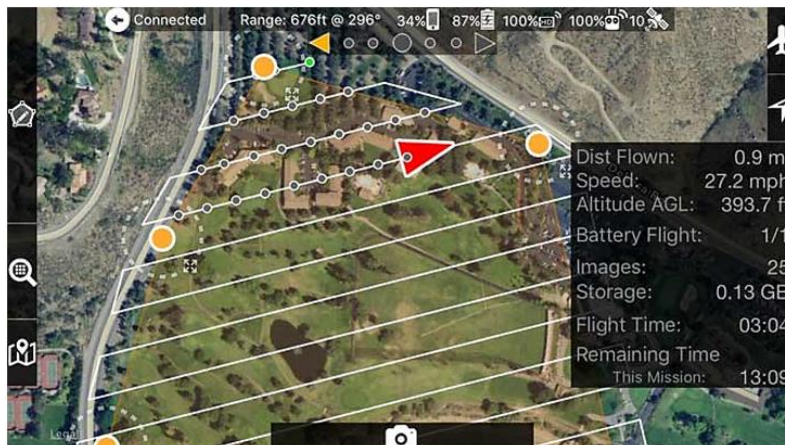 Connected Range: 676ft @ 296° 34% 87% 100% 100% 10
HD
Dist Flown: 0.9 m
Speed: 27.2 mph
Altitude AGL: 393.7 f
Battery Flight: 1/1
Images: 25
Storage: 0.13 GB
Flight Time: 03:04
Remaining Time
This Mission: 13:09
Legal